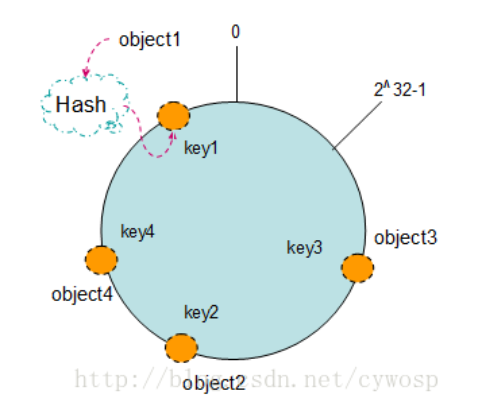 0
object1
2^32-1
Hash
key1
key4
key3
object3
object4
key2
http://blog.csdn.net/cywosp
object2